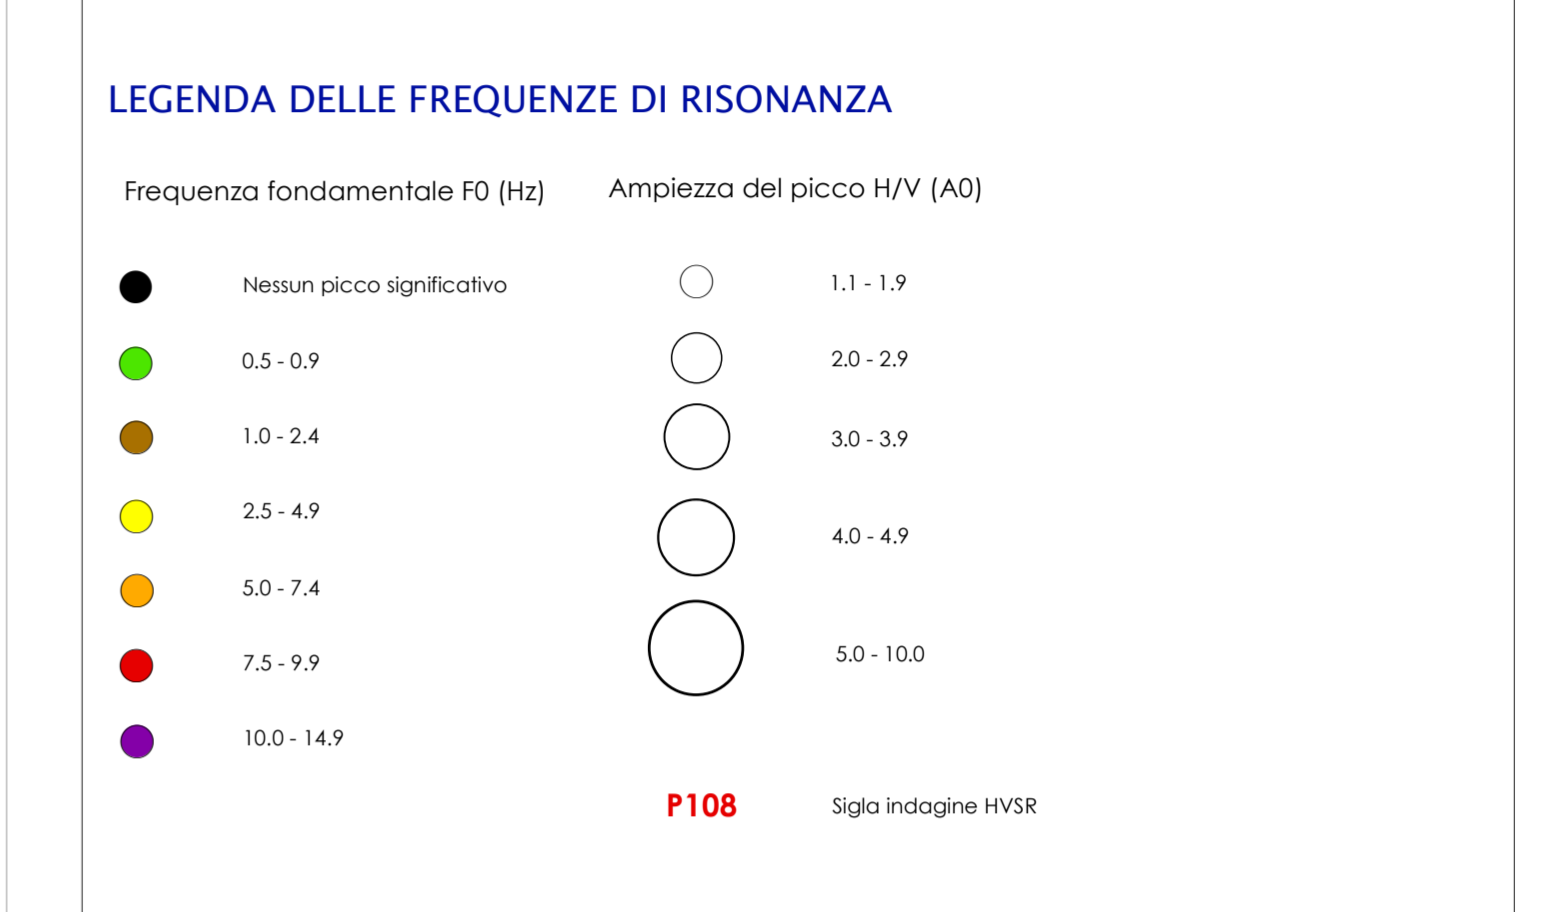 LEGENDA DELLE FREQUENZE DI RISONANZA
Frequenza fondamentale F0 (Hz)
Nessun picco significativo
0.5 - 0.9
1.0 - 2.4
2.5 - 4.9
5.0 - 7.4
7.5 - 9.9
10.0 - 14.9
Ampiezza del picco H/V (A0)
1.1 - 1.9
2.0 - 2.9
3.0 - 3.9
4.0 - 4.9
5.0 - 10.0
P108 Sigla indagine HVSR